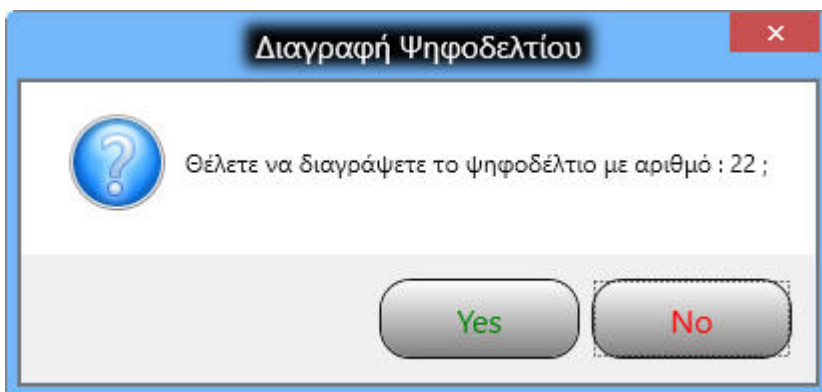 Διαγραφή Ψηφοδελτίου
Θέλετε να διαγράψετε το ψηφοδέλτιο με αριθμό : 22 ;
Yes
No